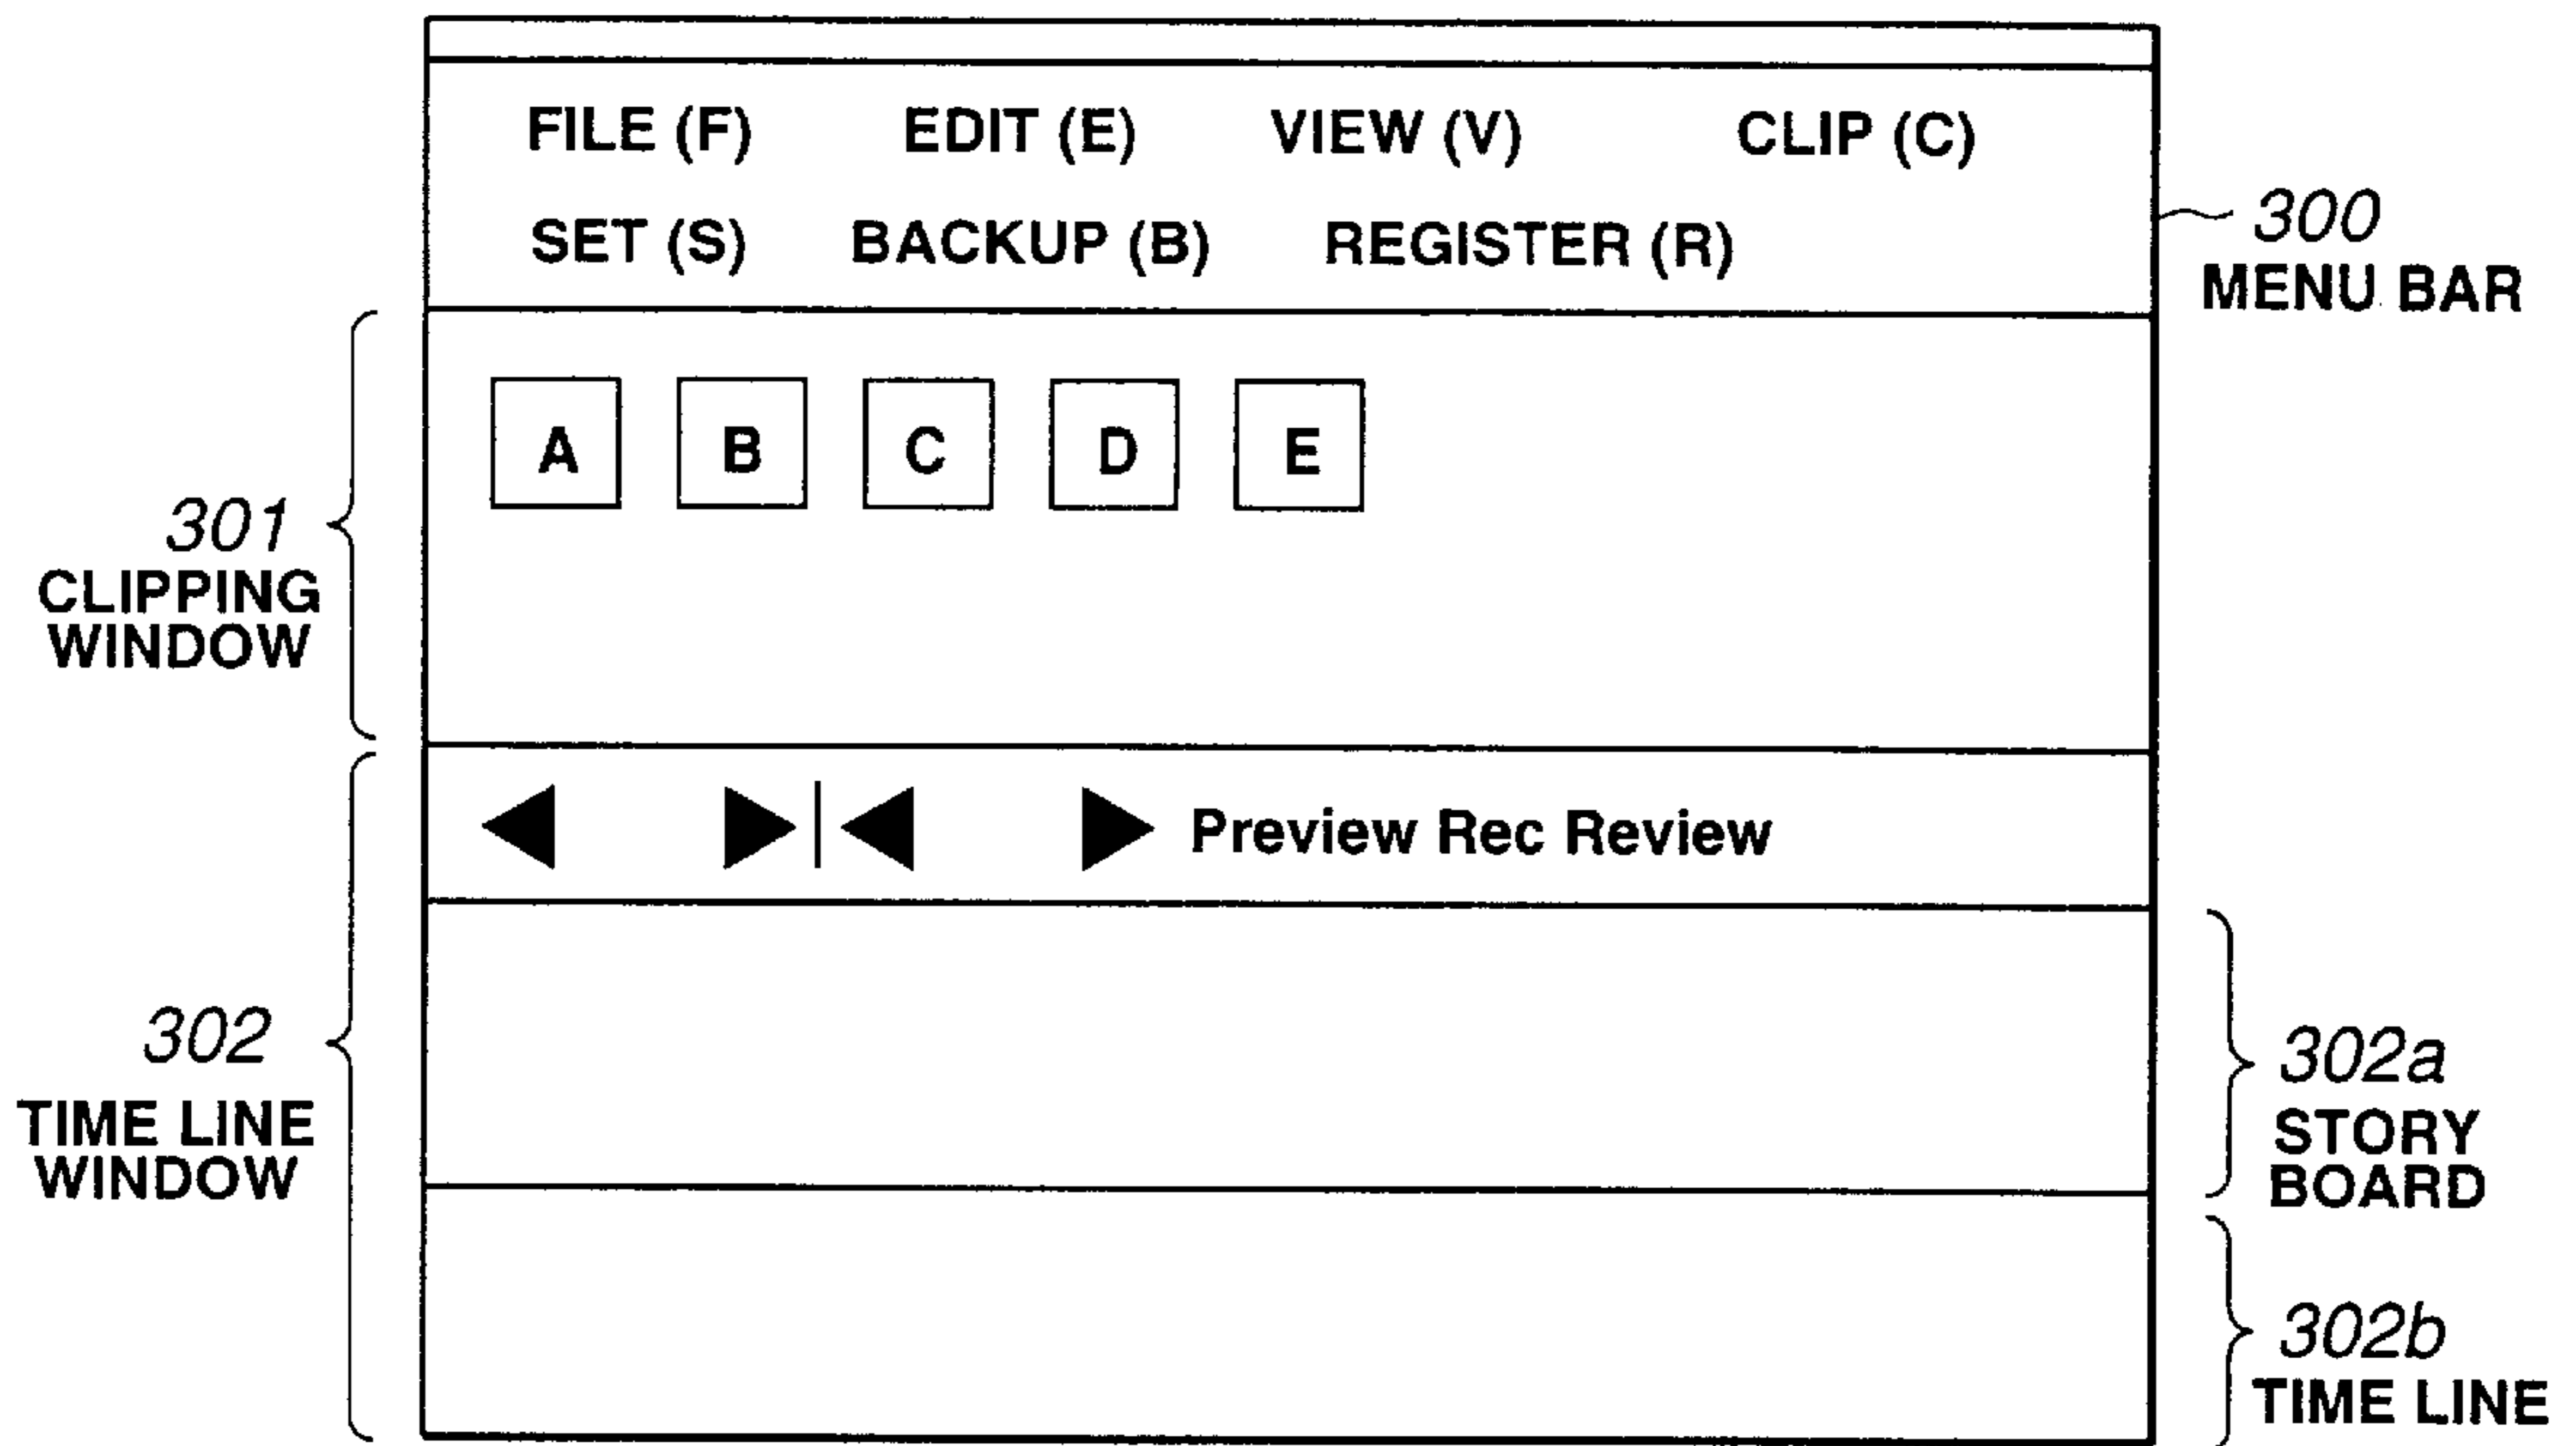 FILE (F) EDIT (E) VIEW (V) CLIP (C)
SET (S) BACKUP (B) REGISTER (R)
300
MENU BAR
A B C D E
301
CLIPPING
WINDOW
Preview Rec Review
302
TIME LINE
WINDOW
302a
STORY
BOARD
302b
TIME LINE